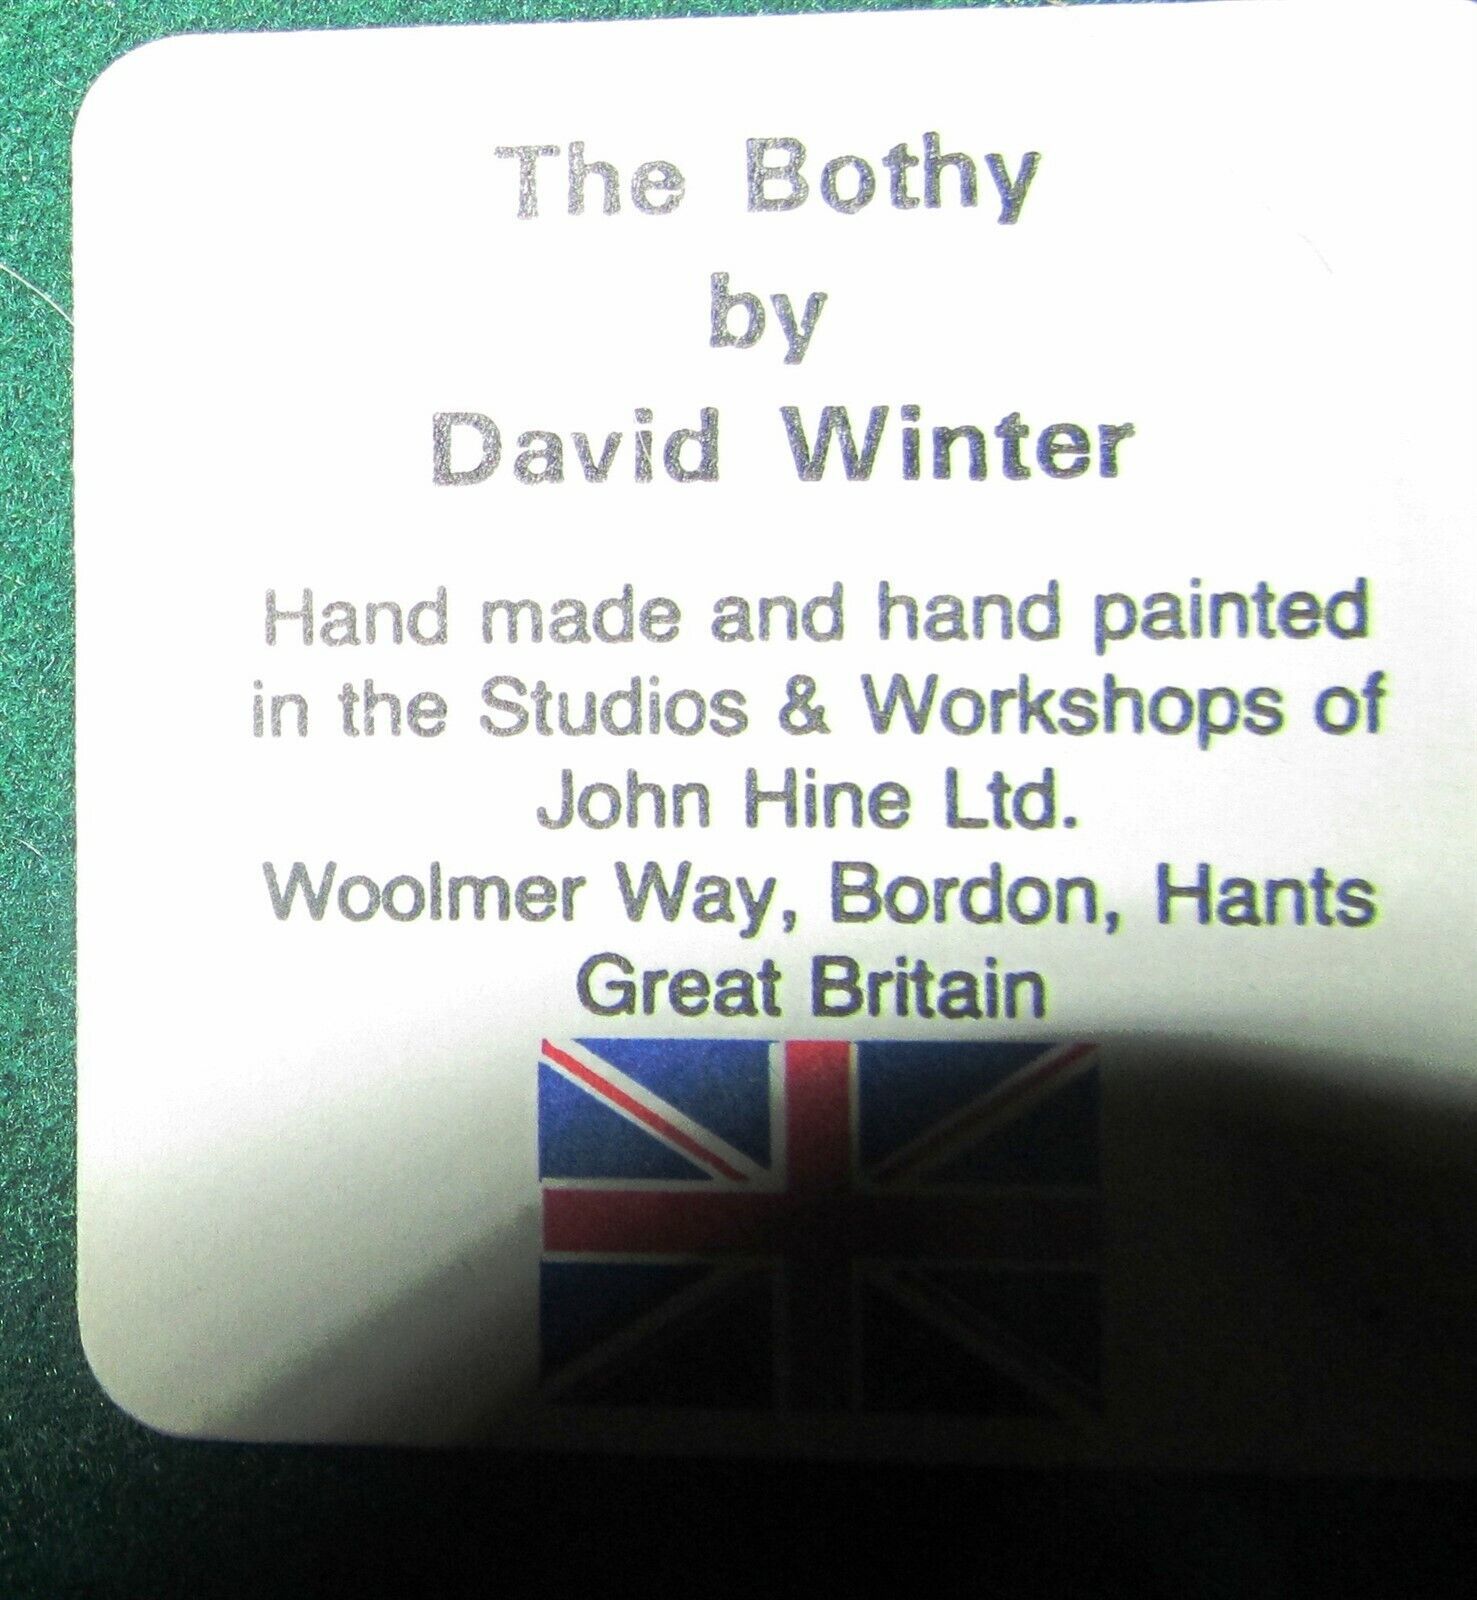 The Bothy
by
David Winter
Hand made and hand painted
in the Studios & Workshops of
John Hine Ltd.
Woolmer Way, Bordon, Hants
Great Britain